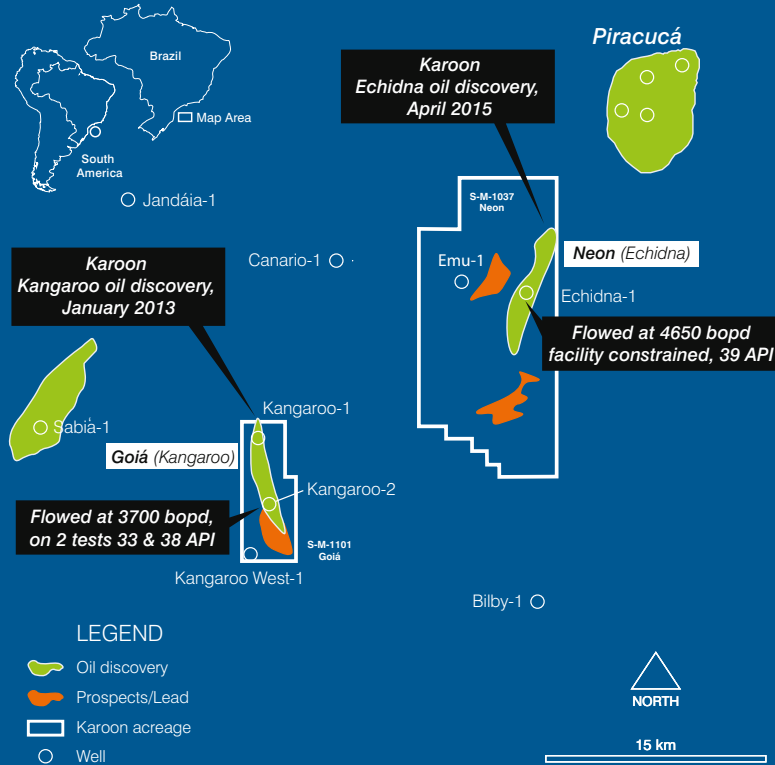 Brazil
Map Area
South
America
Piracucá
Karoon
Echidna oil discovery,
April 2015
Jandáia-1
S-M-1037
Neon
Canario-1
Emu-1
Neon (Echidna)
Karoon
Kangaroo oil discovery,
January 2013
Echidna-1
Flowed at 4650 bopd
facility constrained, 39 API
Kangaroo-1
Sabiá-1
Goiá (Kangaroo)
Kangaroo-2
Flowed at 3700 bopd,
on 2 tests 33 & 38 API
S-M-1101
Goiá
Kangaroo West-1
Bilby-1
LEGEND
Oil discovery
Prospects/Lead
Karoon acreage
Well
NORTH
15 km